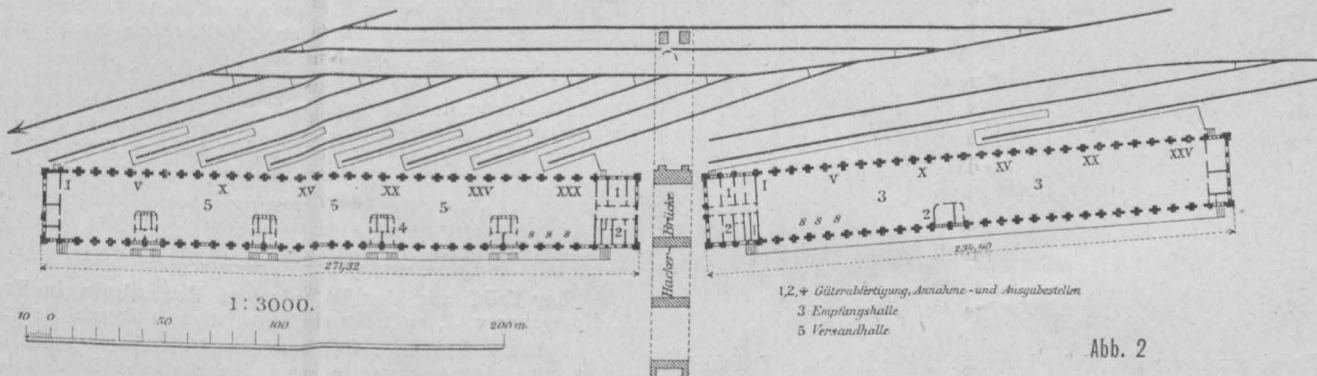 I V X XV XX XXV XXX
5 5 5
4
8 8 8
1
2
271,32
Hacker-Brücke
I V X XV XX XXV
3 3
1
2
2
8 8 8
234,40
1:3000.
10 0 50 100 200 m.
1,2,4 Güterabfertigung, Annahme- und Ausgabestellen
3 Empfangshalle
5 Versandhalle
Abb. 2